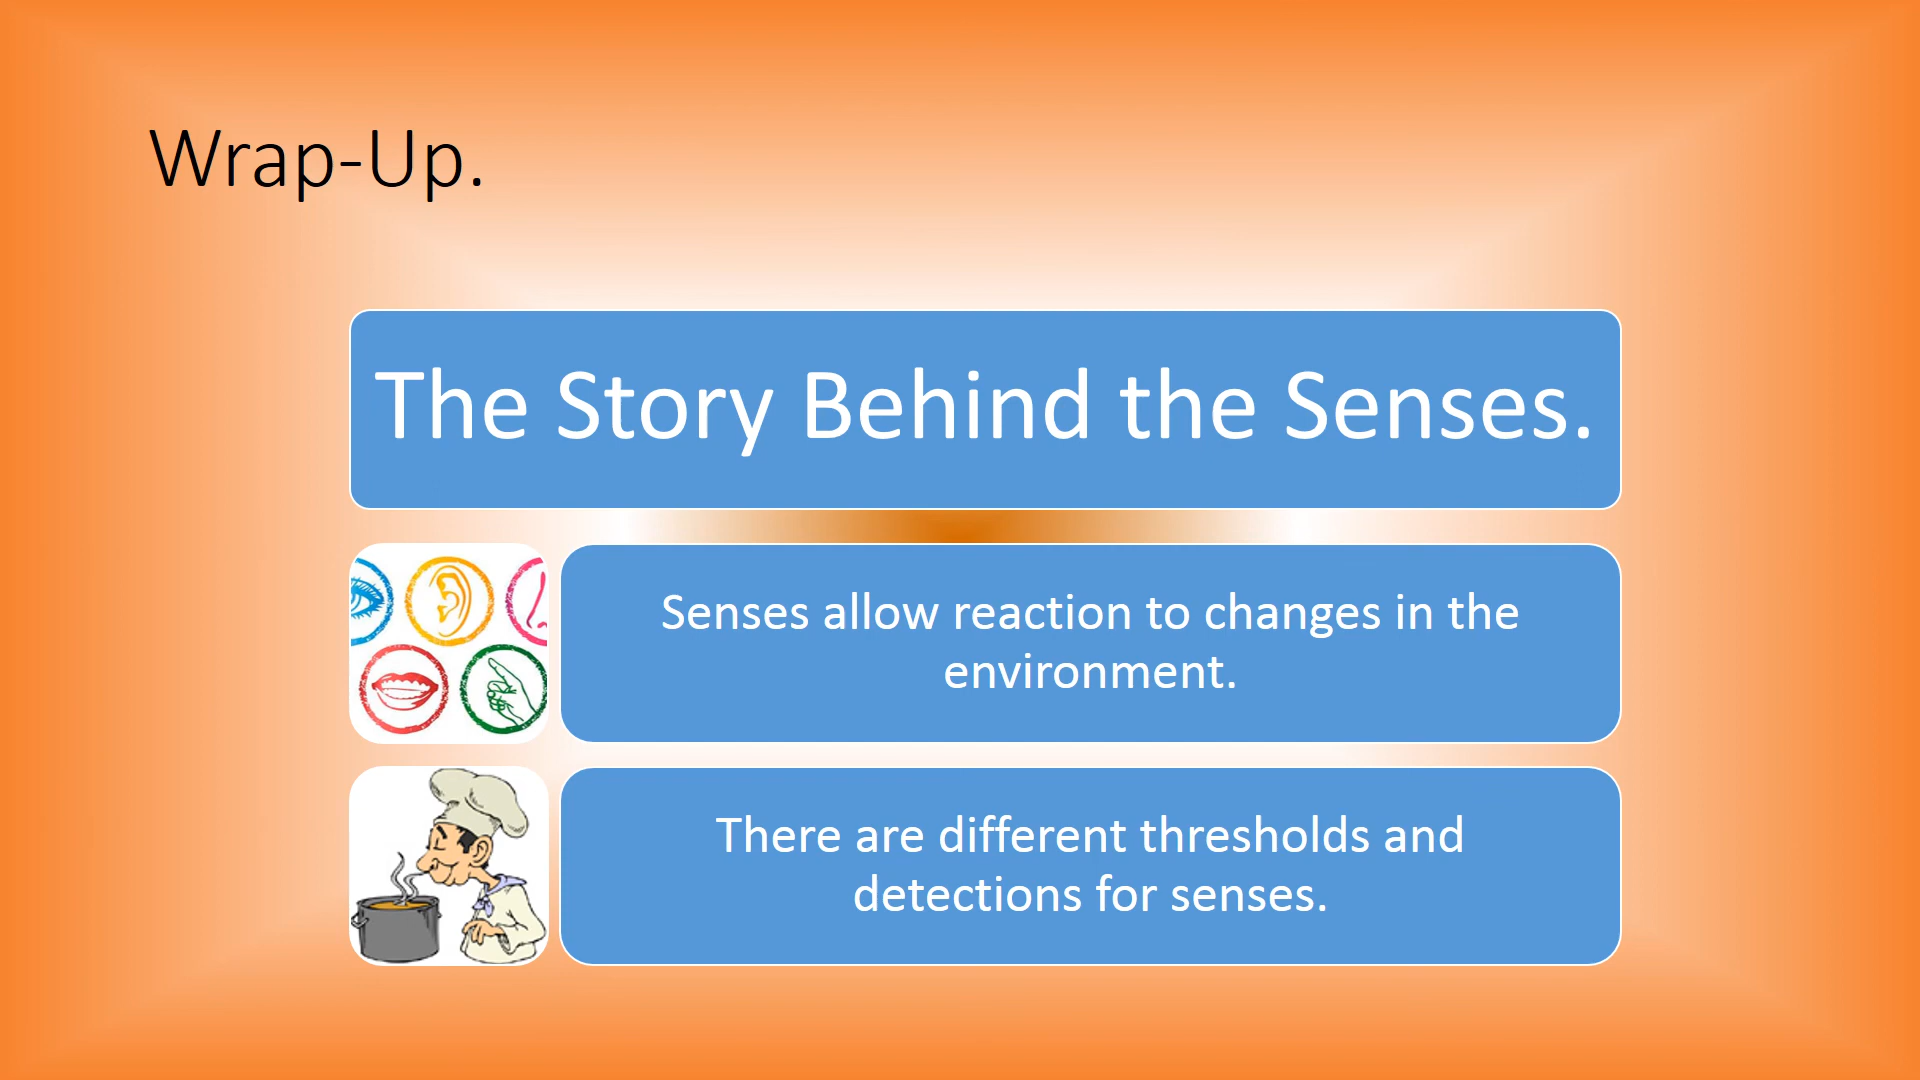 Wrap-Up.
The Story Behind the Senses.
Senses allow reaction to changes in the
environment.
There are different thresholds and
detections for senses.